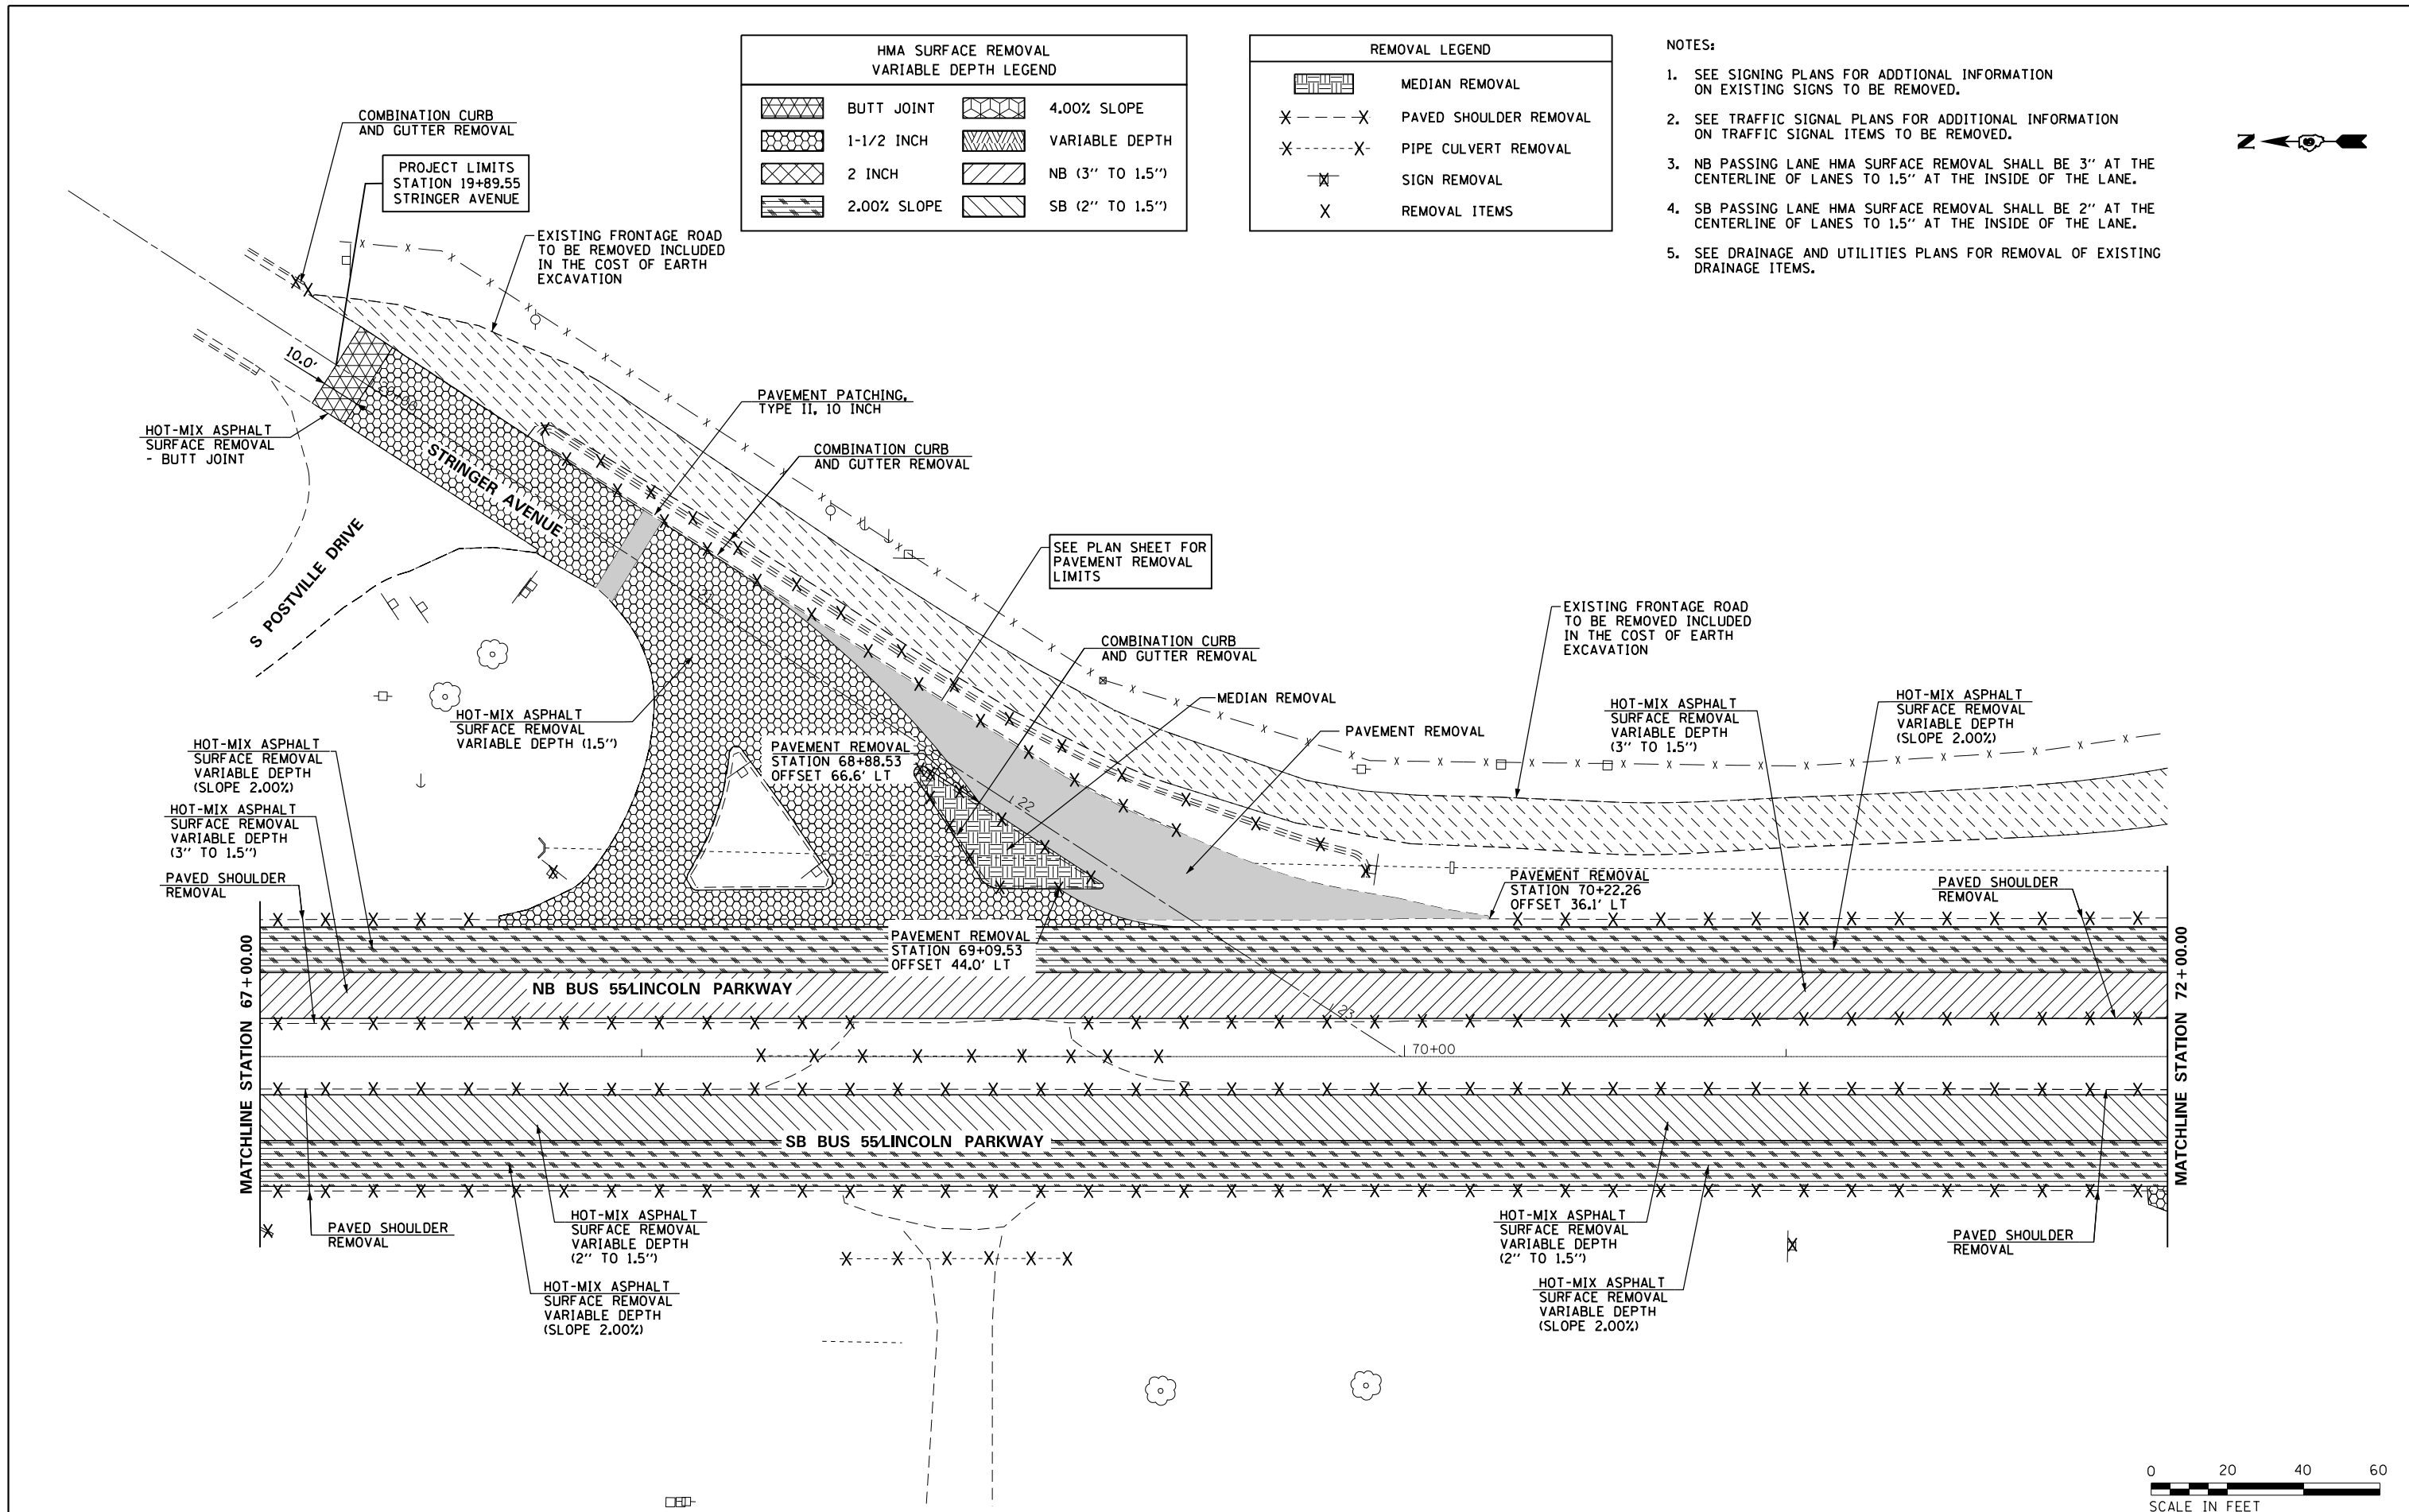 HMA SURFACE REMOVAL
VARIABLE DEPTH LEGEND
BUTT JOINT
4.00% SLOPE
1-1/2 INCH
VARIABLE DEPTH
2 INCH
NB (3" TO 1.5")
2.00% SLOPE
SB (2" TO 1.5")
REMOVAL LEGEND
MEDIAN REMOVAL
PAVED SHOULDER REMOVAL
PIPE CULVERT REMOVAL
SIGN REMOVAL
X REMOVAL ITEMS
NOTES:
1. SEE SIGNING PLANS FOR ADDTIONAL INFORMATION
ON EXISTING SIGNS TO BE REMOVED.
2. SEE TRAFFIC SIGNAL PLANS FOR ADDITIONAL INFORMATION
ON TRAFFIC SIGNAL ITEMS TO BE REMOVED.
3. NB PASSING LANE HMA SURFACE REMOVAL SHALL BE 3" AT THE
CENTERLINE OF LANES TO 1.5" AT THE INSIDE OF THE LANE.
4. SB PASSING LANE HMA SURFACE REMOVAL SHALL BE 2" AT THE
CENTERLINE OF LANES TO 1.5" AT THE INSIDE OF THE LANE.
5. SEE DRAINAGE AND UTILITIES PLANS FOR REMOVAL OF EXISTING
DRAINAGE ITEMS.
N
COMBINATION CURB
AND GUTTER REMOVAL
PROJECT LIMITS
STATION 19+89.55
STRINGER AVENUE
EXISTING FRONTAGE ROAD
TO BE REMOVED INCLUDED
IN THE COST OF EARTH
EXCAVATION
10.0'
20+00
HOT-MIX ASPHALT
SURFACE REMOVAL
- BUTT JOINT
PAVEMENT PATCHING,
TYPE II, 10 INCH
COMBINATION CURB
AND GUTTER REMOVAL
STRINGER AVENUE
S POSTVILLE DRIVE
21
SEE PLAN SHEET FOR
PAVEMENT REMOVAL
LIMITS
COMBINATION CURB
AND GUTTER REMOVAL
MEDIAN REMOVAL
PAVEMENT REMOVAL
EXISTING FRONTAGE ROAD
TO BE REMOVED INCLUDED
IN THE COST OF EARTH
EXCAVATION
HOT-MIX ASPHALT
SURFACE REMOVAL
VARIABLE DEPTH
(3" TO 1.5")
HOT-MIX ASPHALT
SURFACE REMOVAL
VARIABLE DEPTH
(SLOPE 2.00%)
HOT-MIX ASPHALT
SURFACE REMOVAL
VARIABLE DEPTH (1.5")
HOT-MIX ASPHALT
SURFACE REMOVAL
VARIABLE DEPTH
(SLOPE 2.00%)
HOT-MIX ASPHALT
SURFACE REMOVAL
VARIABLE DEPTH
(3" TO 1.5")
PAVED SHOULDER
REMOVAL
PAVEMENT REMOVAL
STATION 68+88.53
OFFSET 66.6' LT
22
PAVEMENT REMOVAL
STATION 70+22.26
OFFSET 36.1' LT
PAVED SHOULDER
REMOVAL
PAVEMENT REMOVAL
STATION 69+09.53
OFFSET 44.0' LT
MATCHLINE STATION 67+00.00
MATCHLINE STATION 72+00.00
NB BUS 55/LINCOLN PARKWAY
23
70+00
SB BUS 55/LINCOLN PARKWAY
PAVED SHOULDER
REMOVAL
HOT-MIX ASPHALT
SURFACE REMOVAL
VARIABLE DEPTH
(2" TO 1.5")
HOT-MIX ASPHALT
SURFACE REMOVAL
VARIABLE DEPTH
(SLOPE 2.00%)
HOT-MIX ASPHALT
SURFACE REMOVAL
VARIABLE DEPTH
(2" TO 1.5")
HOT-MIX ASPHALT
SURFACE REMOVAL
VARIABLE DEPTH
(SLOPE 2.00%)
PAVED SHOULDER
REMOVAL
0 20 40 60
SCALE IN FEET